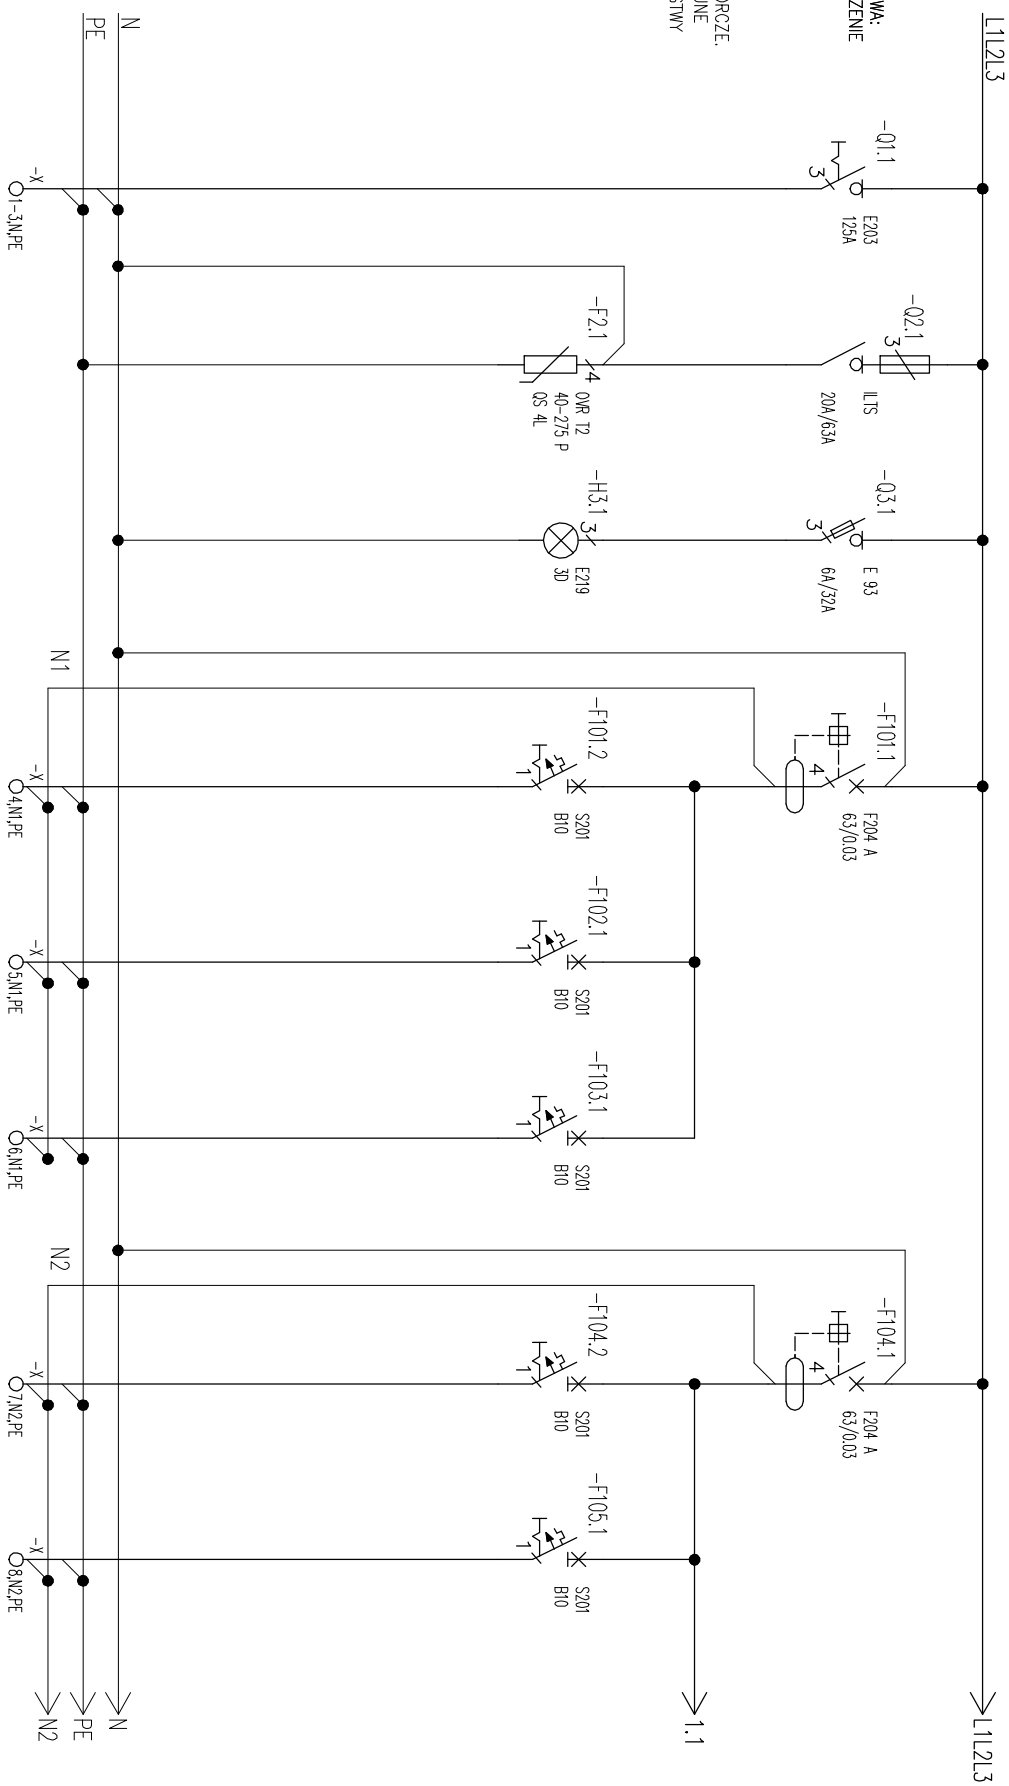 WA:
ZENIE
ORCZE.
JNE
STWY
L1L2L3
N
PE
-Q1.1
3
E203
125A
-X
1-3,N,PE
-Q2.1
3
ILTS
20A/63A
-F2.1
4
OVR T2
40-275 P
QS 4L
-Q3.1
3
E 93
6A/32A
-H3.1
3
E219
3D
-F101.1
4
F204 A
63/0.03
N1
-F101.2
1
S201
B10
-X
4,N1,PE
-F102.1
1
S201
B10
-X
5,N1,PE
-F103.1
1
S201
B10
-X
6,N1,PE
-F104.1
4
F204 A
63/0.03
N2
-F104.2
1
S201
B10
-X
7,N2,PE
-F105.1
1
S201
B10
-X
8,N2,PE
L1L2L3
1.1
N
PE
N2